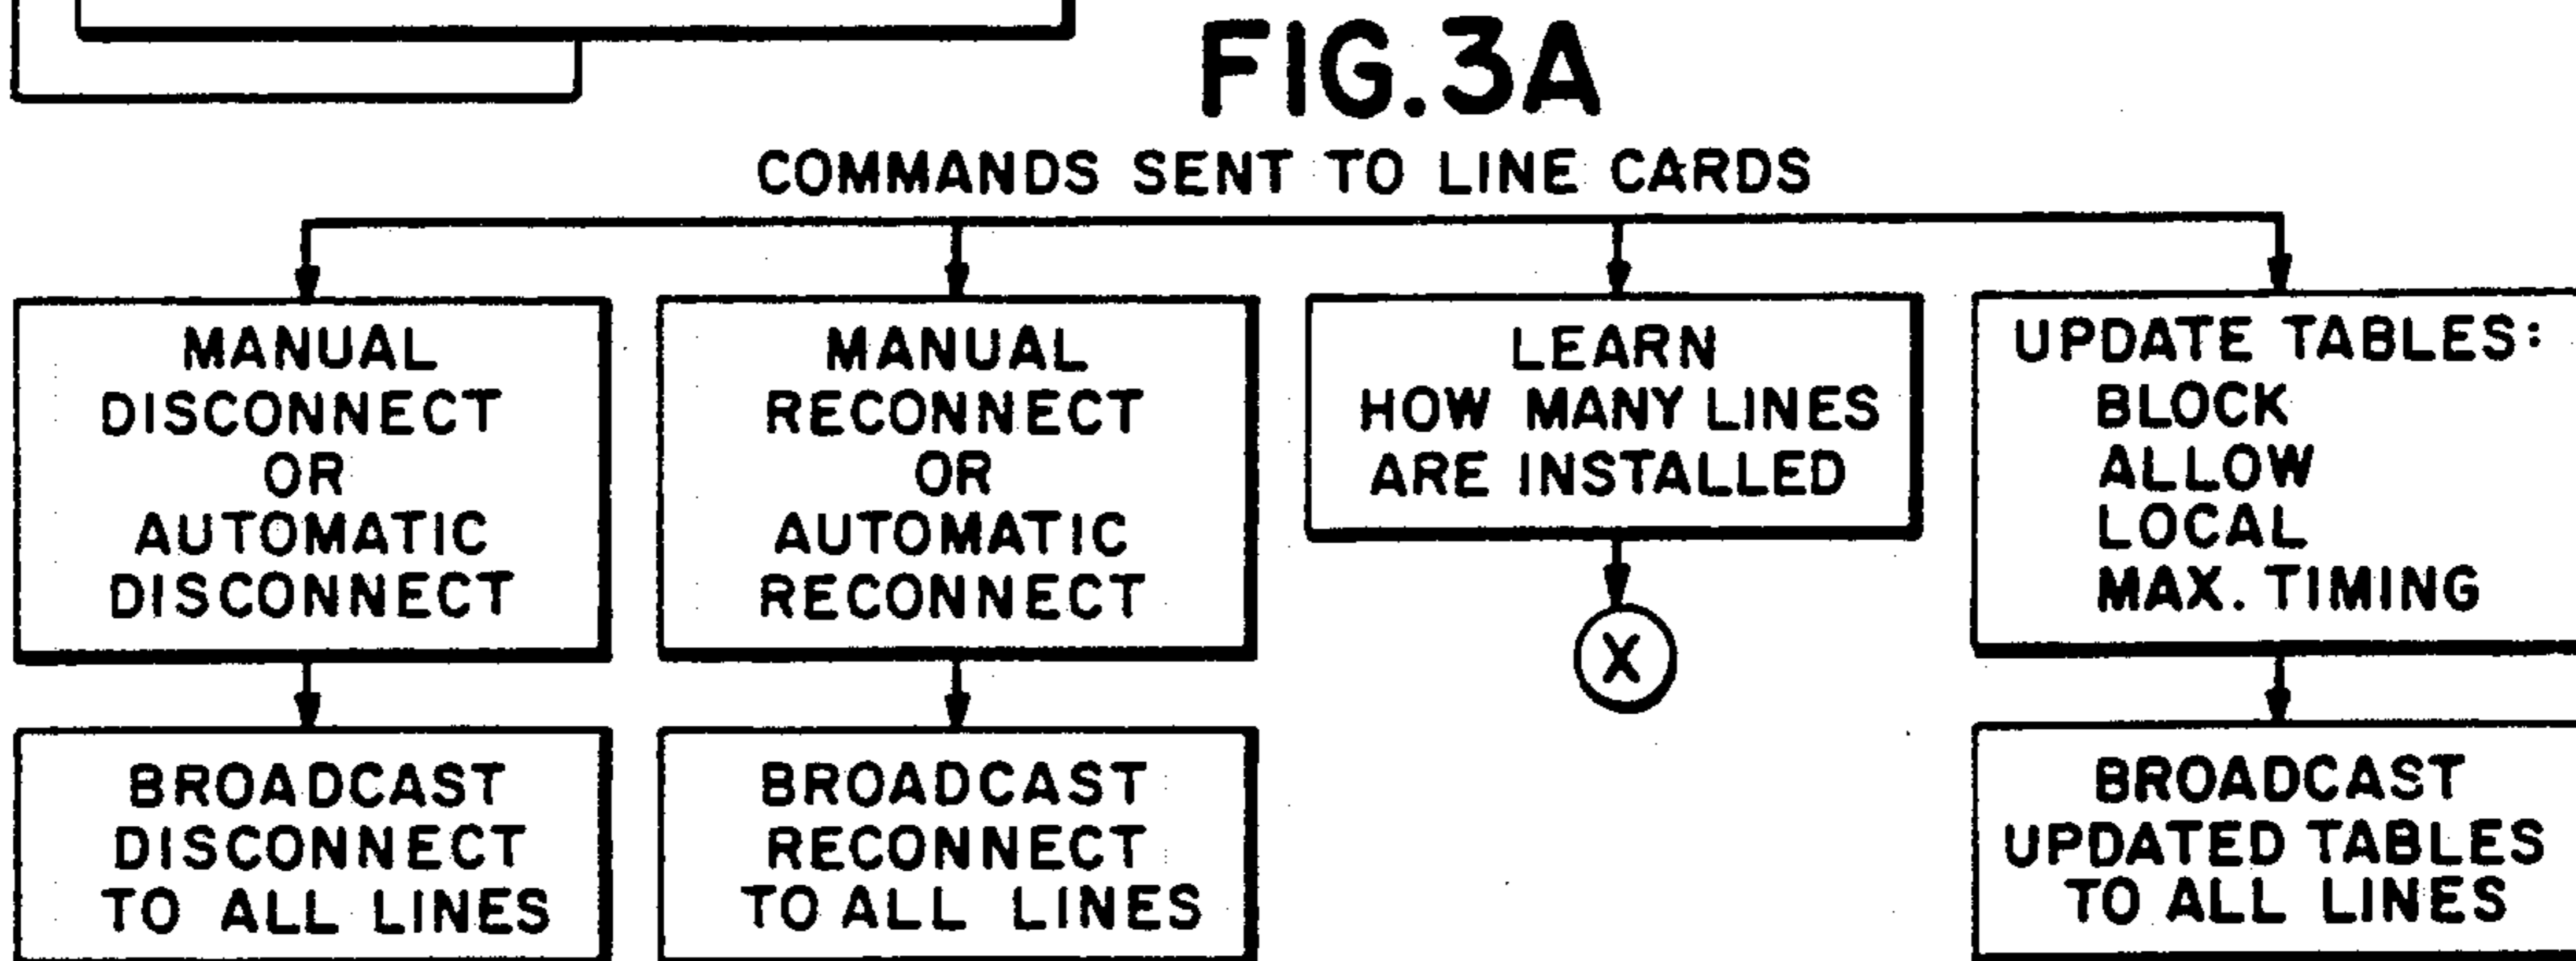 FIG.3A
COMMANDS SENT TO LINE CARDS
MANUAL
DISCONNECT
OR
AUTOMATIC
DISCONNECT
MANUAL
RECONNECT
OR
AUTOMATIC
RECONNECT
LEARN
HOW MANY LINES
ARE INSTALLED
UPDATE TABLES:
BLOCK
ALLOW
LOCAL
MAX. TIMING
X
BROADCAST
DISCONNECT
TO ALL LINES
BROADCAST
RECONNECT
TO ALL LINES
BROADCAST
UPDATED TABLES
TO ALL LINES